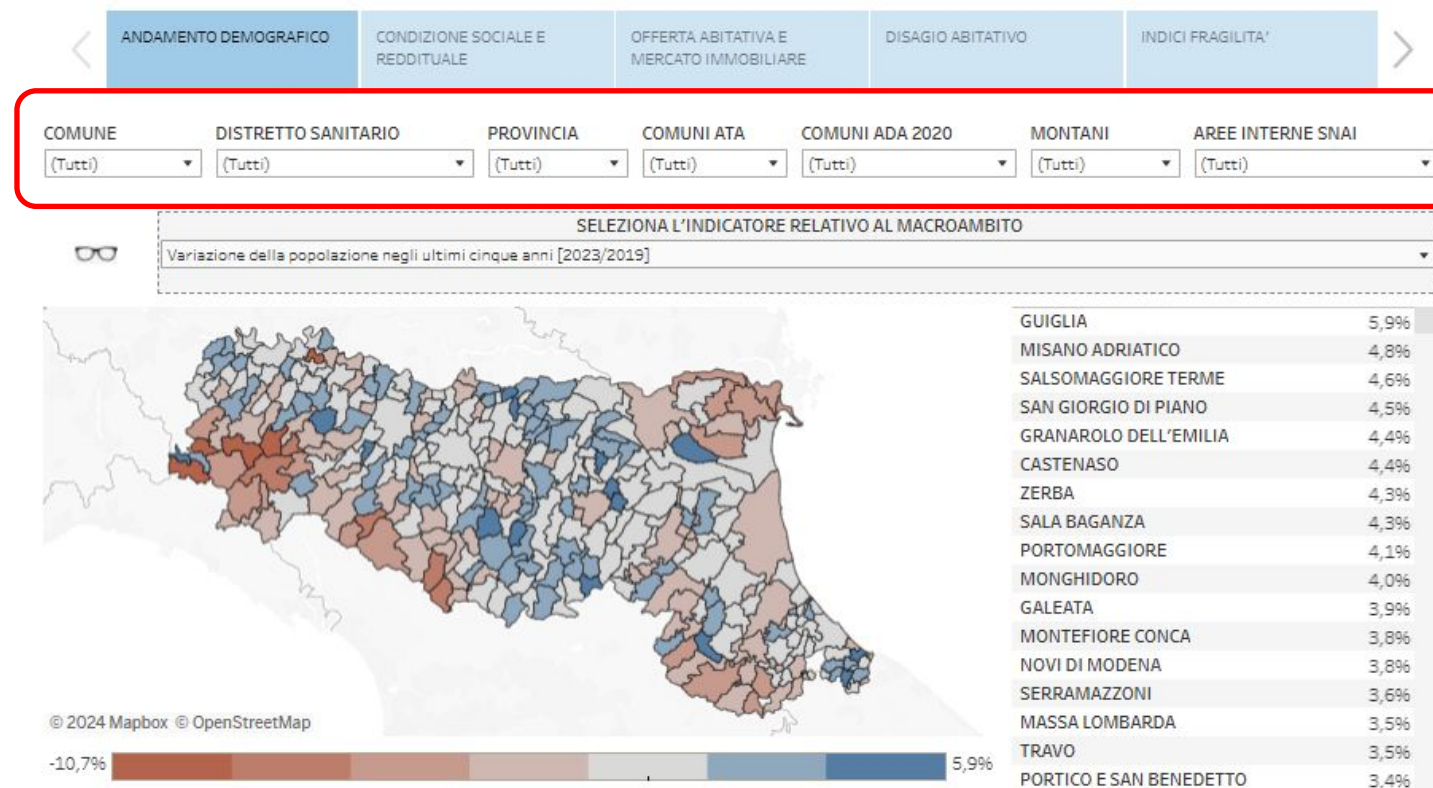 ANDAMENTO DEMOGRAFICO
CONDIZIONE SOCIALE E
REDDITUALE
OFFERTA ABITATIVA E
MERCATO IMMOBILIARE
DISAGIO ABITATIVO
INDICI FRAGILITA'
COMUNE
DISTRETTO SANITARIO
PROVINCIA
COMUNI ATA
COMUNI ADA 2020
MONTANI
AREE INTERNE SNAI
(Tutti)
(Tutti)
(Tutti)
(Tutti)
(Tutti)
(Tutti)
(Tutti)
SELEZIONA L'INDICATORE RELATIVO AL MACROAMBITO
Variazione della popolazione negli ultimi cinque anni [2023/2019]
GUIGLIA 5,9%
MISANO ADRIATICO 4,8%
SALSOMAGGIORE TERME 4,6%
SAN GIORGIO DI PIANO 4,5%
GRANAROLO DELL'EMILIA 4,4%
CASTENASO 4,4%
ZERBA 4,3%
SALA BAGANZA 4,3%
PORTOMAGGIORE 4,1%
MONGHIDORO 4,0%
GALEATA 3,9%
MONTEFIORE CONCA 3,8%
NOVI DI MODENA 3,8%
SERRAMAZZONI 3,6%
MASSA LOMBARDA 3,5%
TRAVO 3,5%
PORTICO E SAN BENEDETTO 3,4%
© 2024 Mapbox © OpenStreetMap
-10,7%
5,9%